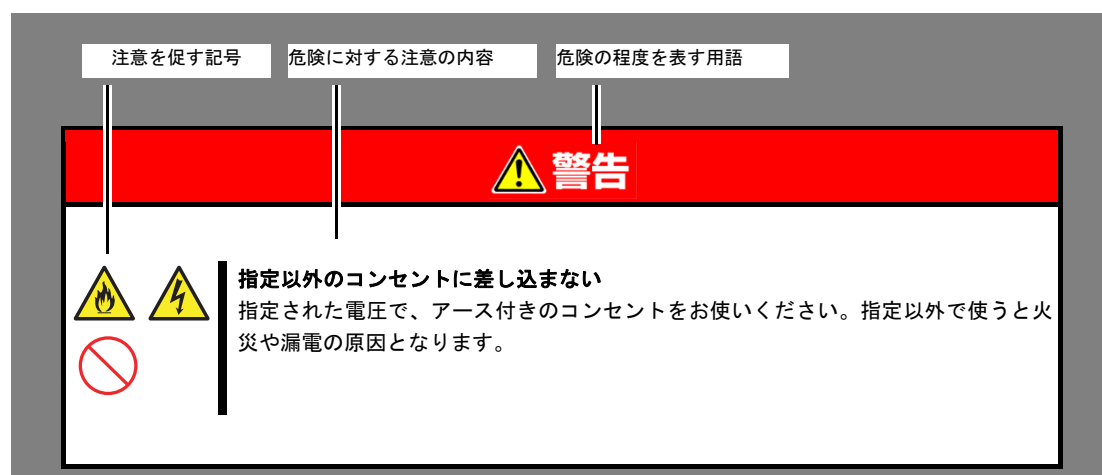 注意を促す記号
危険に対する注意の内容
危険の程度を表す用語
警告
指定以外のコンセントに差し込まない
指定された電圧で、アース付きのコンセントをお使いください。指定以外で使うと火
災や漏電の原因となります。